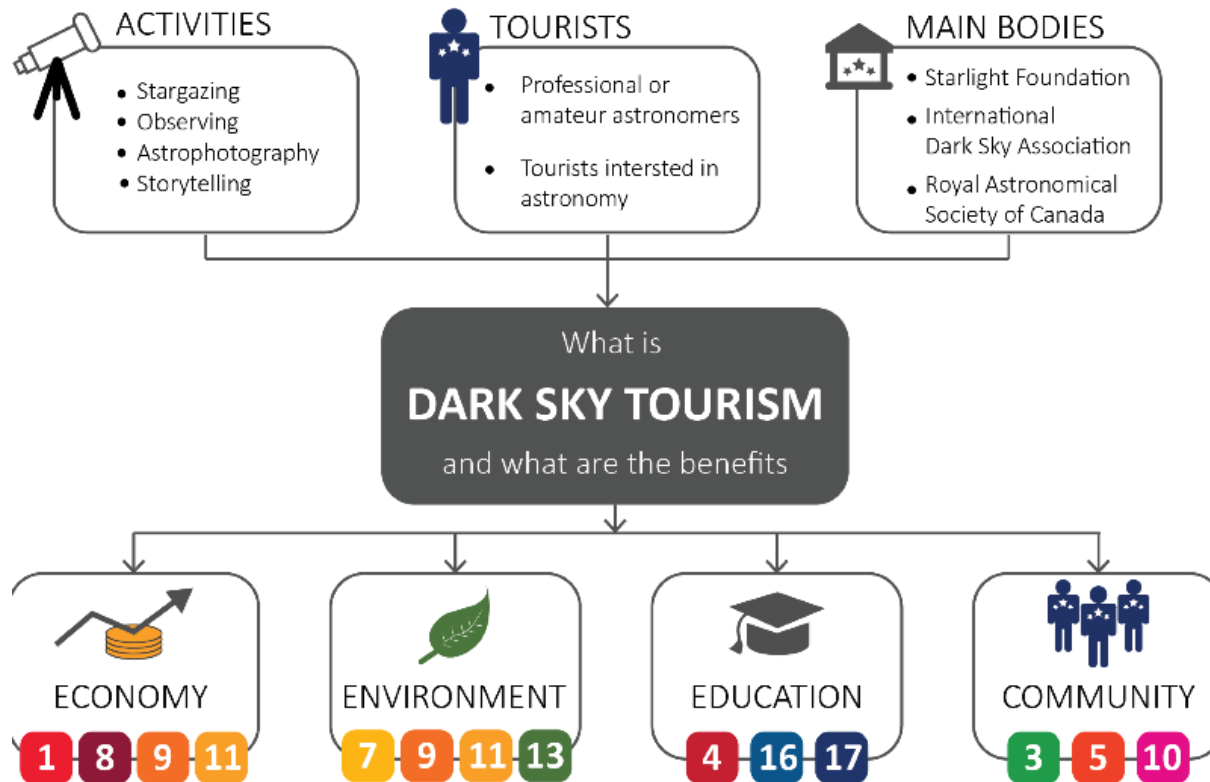 ACTIVITIES
• Stargazing
• Observing
• Astrophotography
• Storytelling
TOURISTS
• Professional or
amateur astronomers
• Tourists intersted in
astronomy
MAIN BODIES
• Starlight Foundation
• International
Dark Sky Association
• Royal Astronomical
Society of Canada
What is
DARK SKY TOURISM
and what are the benefits
ECONOMY
1 8 9 11
ENVIRONMENT
7 9 11 13
EDUCATION
4 16 17
COMMUNITY
3 5 10